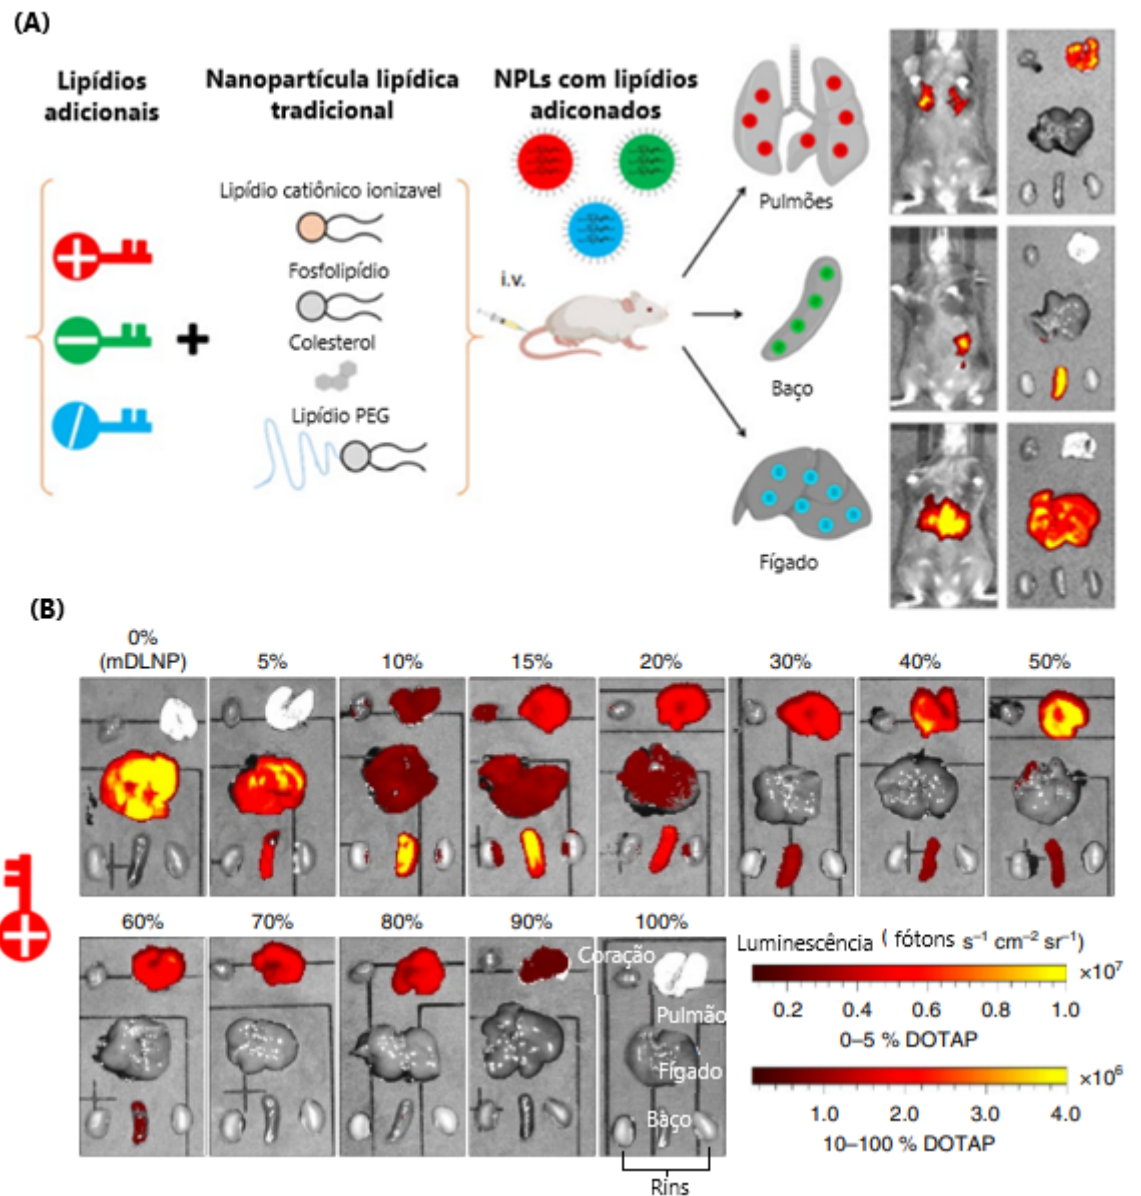 (A)
Lipídios
adicionais
Nanopartícula lipídica
tradicional
NPLs com lipídios
adiconados
Lipídio catiônico ionizavel
Fosfolipídio
Colesterol
Lipídio PEG
i.v.
Pulmões
Baço
Fígado
(B)
0%
(mDLNP)
5%
10%
15%
20%
30%
40%
50%
60%
70%
80%
90%
100%
Coração
Pulmão
Fígado
Baço
Rins
Luminescência ( fótons s⁻¹ cm⁻² sr⁻¹)
×10⁷
0.2 0.4 0.6 0.8 1.0
0–5 % DOTAP
×10⁶
1.0 2.0 3.0 4.0
10–100 % DOTAP